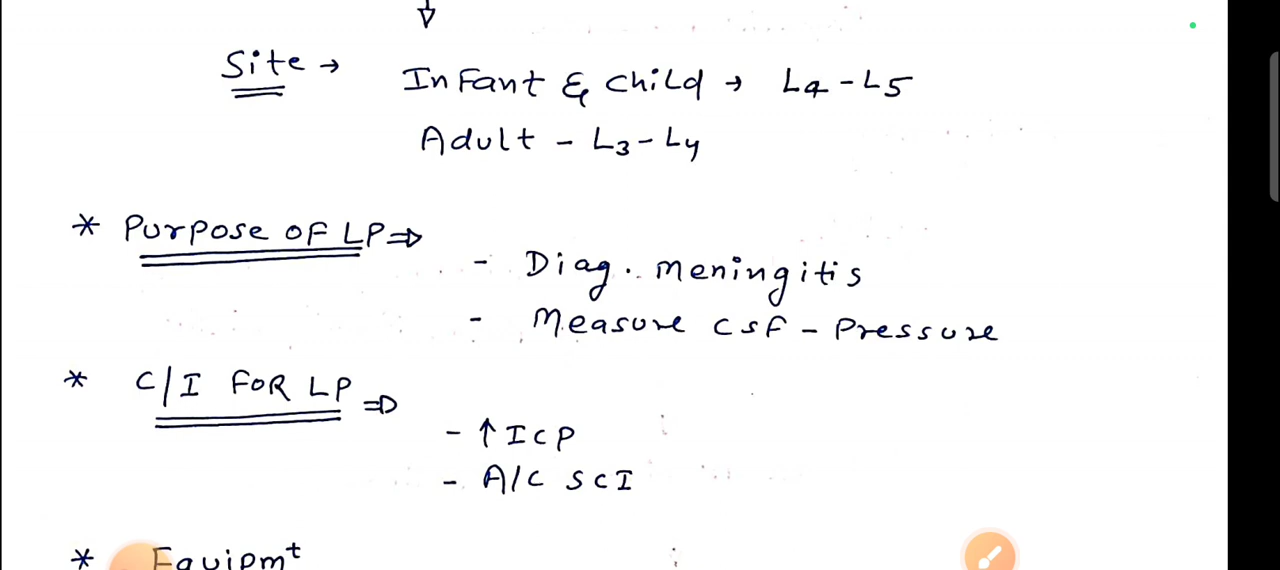 Site → Infant & child → L4 - L5
Adult - L3 - L4
* Purpose of LP ⇒
- Diag. meningitis
- Measure CSF - Pressure
* C/I FOR LP ⇒
- ↑ ICP
- A/C SCI
* Equipmt